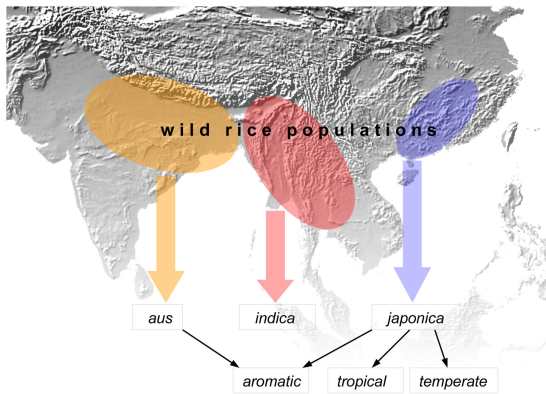 wild rice populations
aus
indica
japonica
aromatic
tropical
temperate